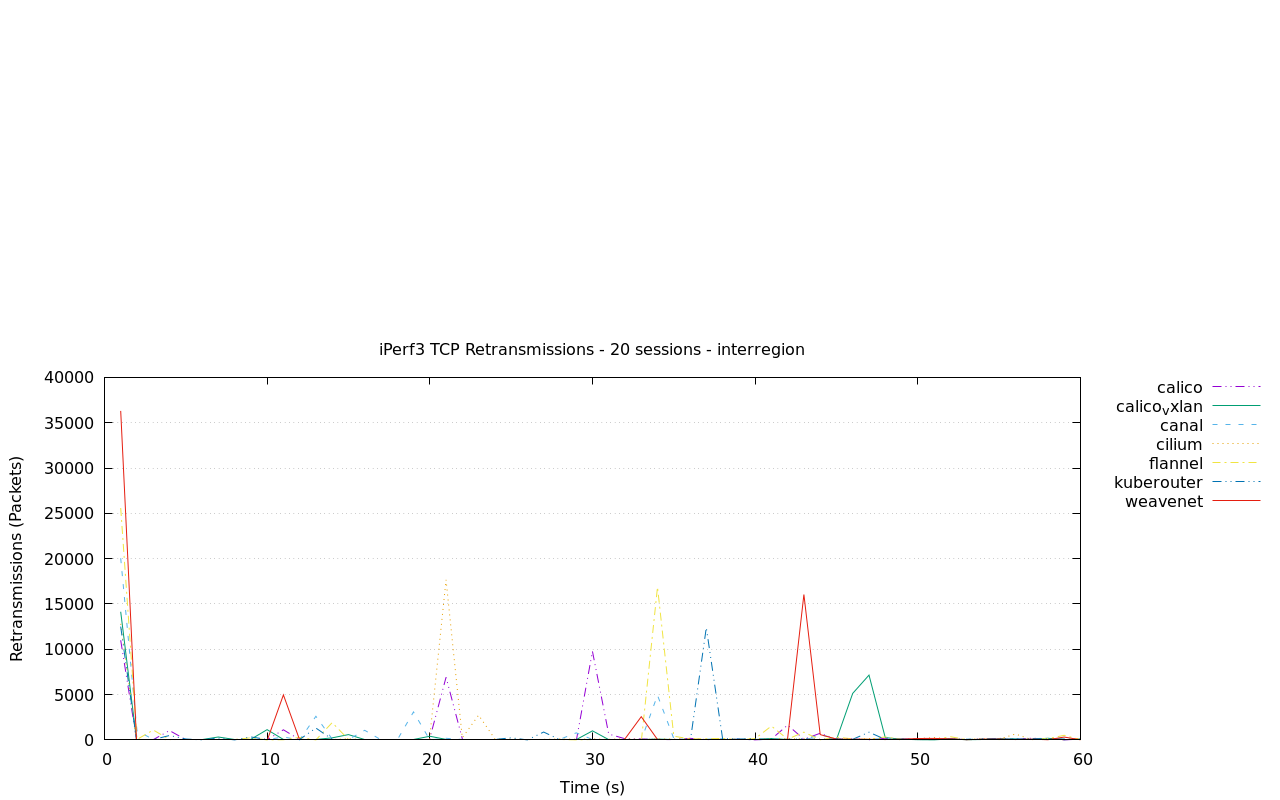 iPerf3 TCP Retransmissions - 20 sessions - interregion
40000
35000
30000
25000
20000
15000
10000
5000
0
Retransmissions (Packets)
0 10 20 30 40 50 60
Time (s)
calico
calicovxlan
canal
cilium
flannel
kuberouter
weavenet